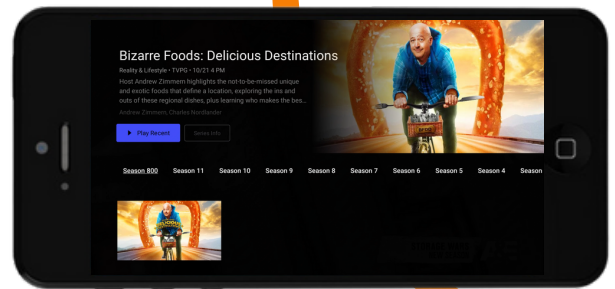 Bizarre Foods: Delicious Destinations
Reality & Lifestyle • TVPG • 10/21 4 PM
Host Andrew Zimmern highlights the not-to-be-missed unique
and exotic foods that define a location, exploring the ins and
outs of these regional dishes, plus learning who makes the bes...
Andrew, Zimmern, Charles Nordlander
Play Recent
Series Info
Season 800 Season 11 Season 10 Season 9 Season 8 Season 7 Season 6 Season 5 Season 4 Season
DELICIOUS